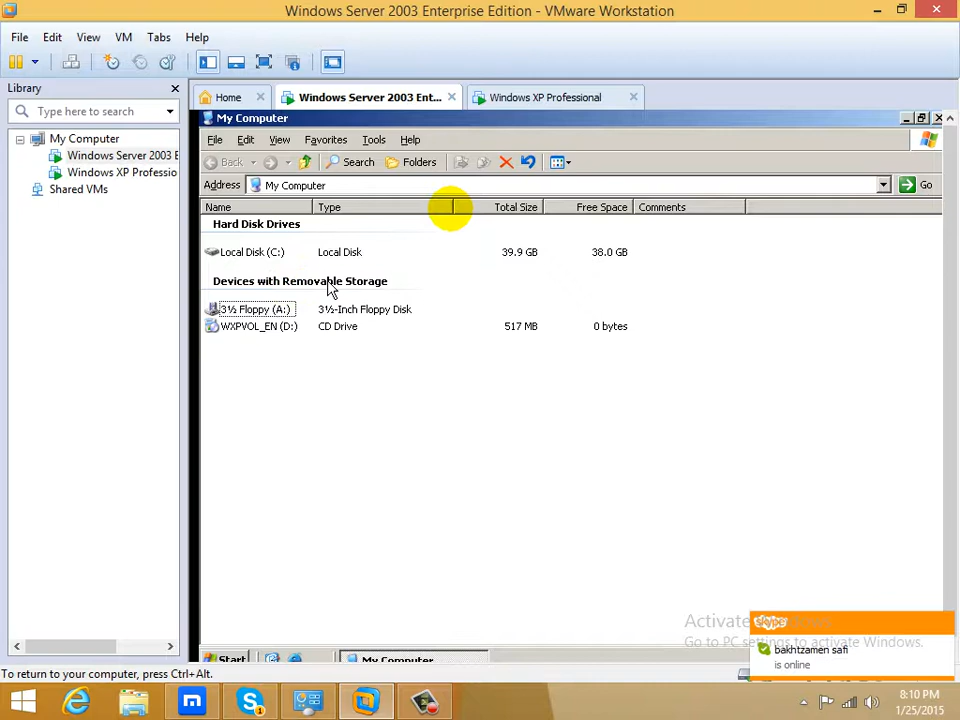 Windows Server 2003 Enterprise Edition - VMware Workstation
File Edit View VM Tabs Help
Library
Home
Windows Server 2003 Ent...
Windows XP Professional
Type here to search
My Computer
Windows Server 2003 E
Windows XP Professio
Shared VMs
My Computer
File Edit View Favorites Tools Help
Back Search Folders
Address My Computer Go
Name Type Total Size Free Space Comments
Hard Disk Drives
Local Disk (C:) Local Disk 39.9 GB 38.0 GB
Devices with Removable Storage
3½ Floppy (A:) 3½-Inch Floppy Disk
WXPVOL_EN (D:) CD Drive 517 MB 0 bytes
Activate Windows
Go to PC settings to activate Windows.
skype
bakhtzamen safi
is online
Start My Computer
To return to your computer, press Ctrl+Alt.
8:10 PM
1/25/2015